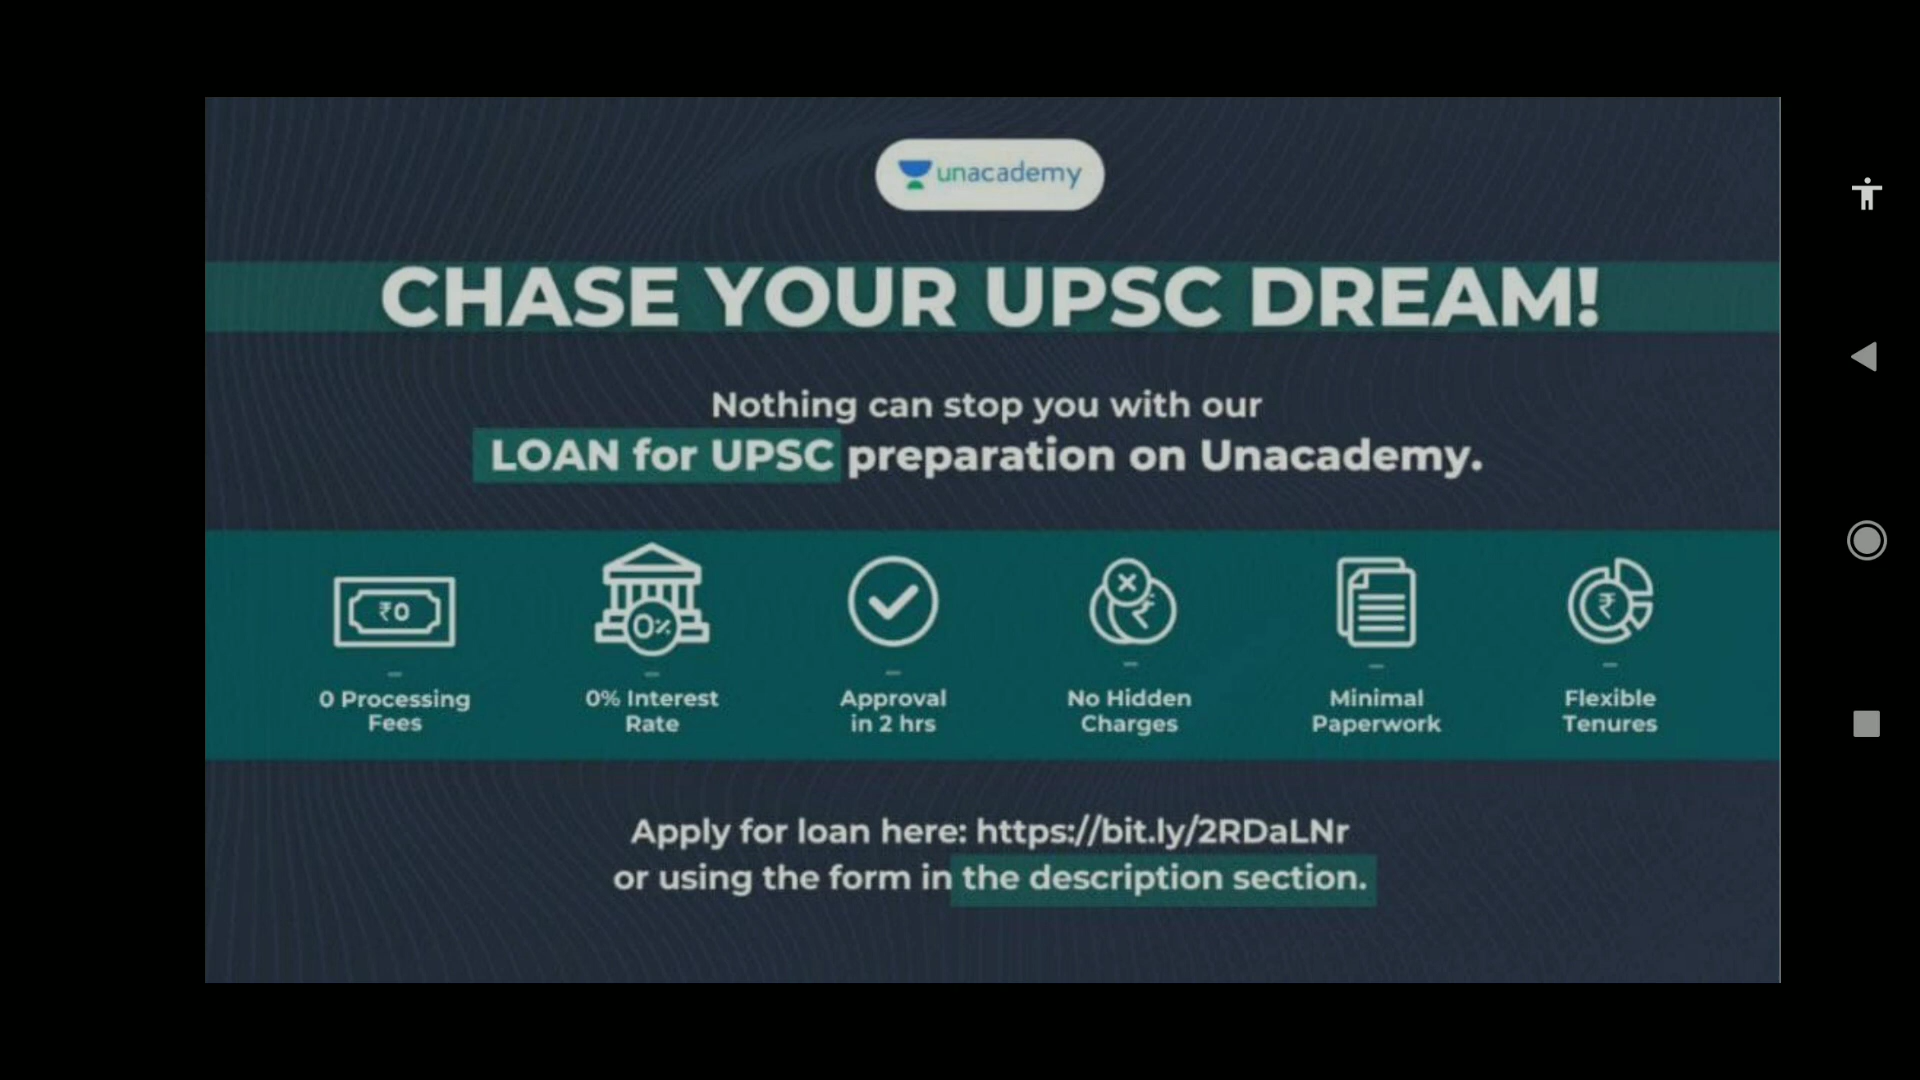 unacademy
CHASE YOUR UPSC DREAM!
Nothing can stop you with our
LOAN for UPSC preparation on Unacademy.
₹0
0%
₹
₹
0 Processing
Fees
0% Interest
Rate
Approval
in 2 hrs
No Hidden
Charges
Minimal
Paperwork
Flexible
Tenures
Apply for loan here: https://bit.ly/2RDaLNr
or using the form in the description section.